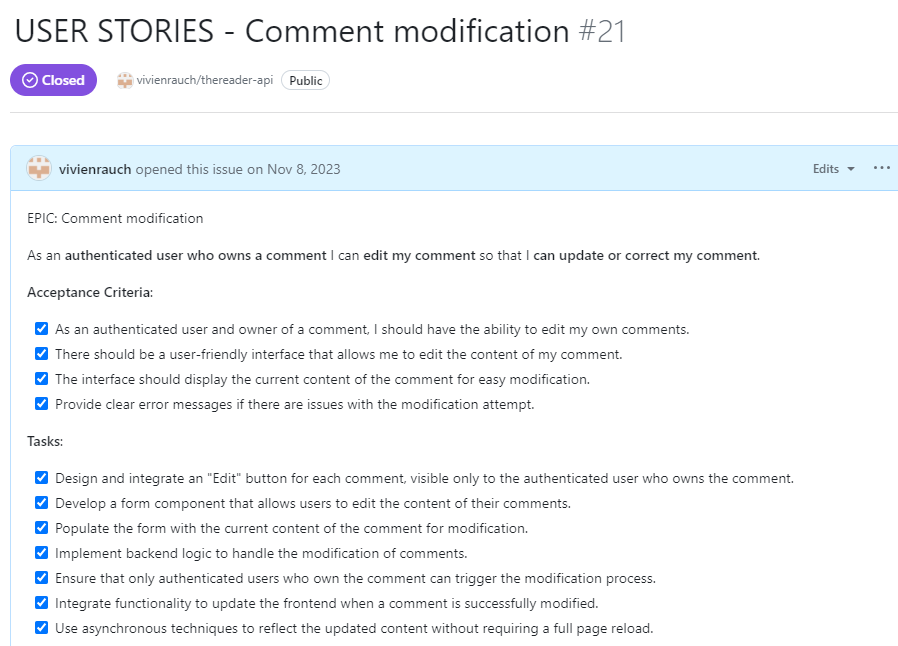 USER STORIES - Comment modification #21
Closed vivienrauch/thereader-api Public
vivienrauch opened this issue on Nov 8, 2023 Edits
EPIC: Comment modification
As an authenticated user who owns a comment I can edit my comment so that I can update or correct my comment.
Acceptance Criteria:
As an authenticated user and owner of a comment, I should have the ability to edit my own comments.
There should be a user-friendly interface that allows me to edit the content of my comment.
The interface should display the current content of the comment for easy modification.
Provide clear error messages if there are issues with the modification attempt.
Tasks:
Design and integrate an "Edit" button for each comment, visible only to the authenticated user who owns the comment.
Develop a form component that allows users to edit the content of their comments.
Populate the form with the current content of the comment for modification.
Implement backend logic to handle the modification of comments.
Ensure that only authenticated users who own the comment can trigger the modification process.
Integrate functionality to update the frontend when a comment is successfully modified.
Use asynchronous techniques to reflect the updated content without requiring a full page reload.